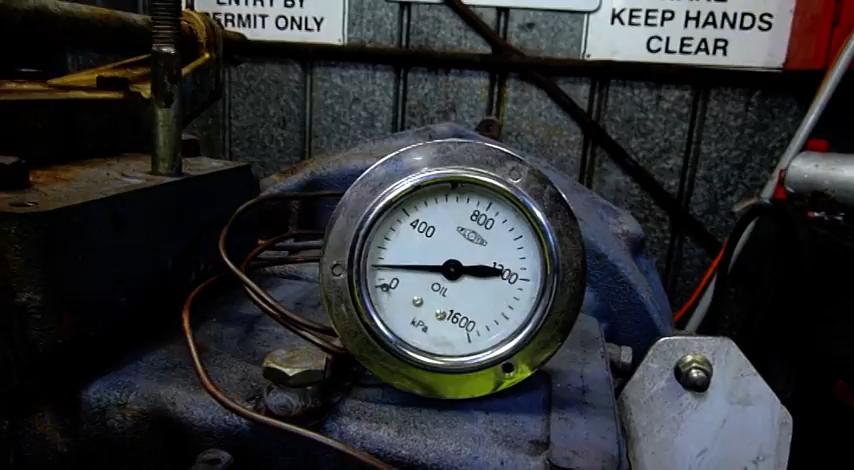 ENTRY BY
PERMIT ONLY
KEEP HANDS
CLEAR
400
800
1200
0
OIL
1600
kPa